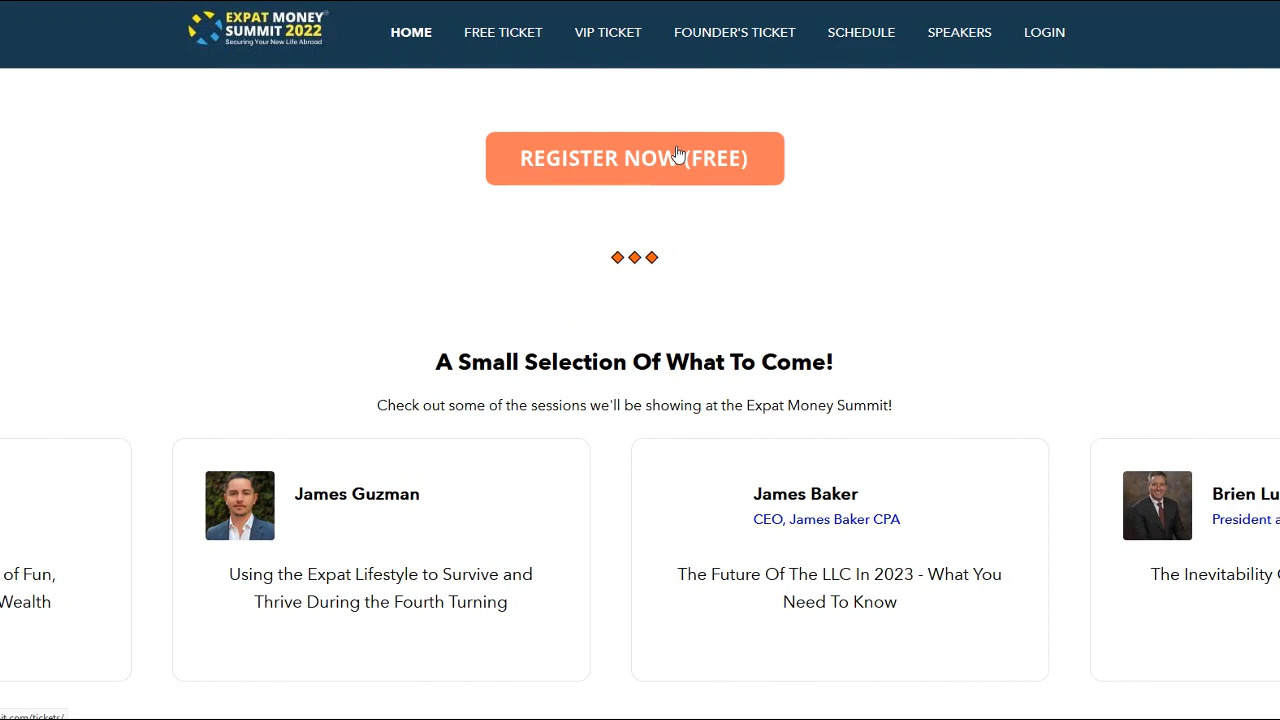 EXPAT MONEY
SUMMIT 2022
Securing Your New Life Abroad
HOME
FREE TICKET
VIP TICKET
FOUNDER'S TICKET
SCHEDULE
SPEAKERS
LOGIN
REGISTER NOW (FREE)
A Small Selection Of What To Come!
Check out some of the sessions we'll be showing at the Expat Money Summit!
of Fun,
Wealth
James Guzman
Using the Expat Lifestyle to Survive and
Thrive During the Fourth Turning
James Baker
CEO, James Baker CPA
The Future Of The LLC In 2023 - What You
Need To Know
Brien Lu
President a
The Inevitability
it.com/tickets/